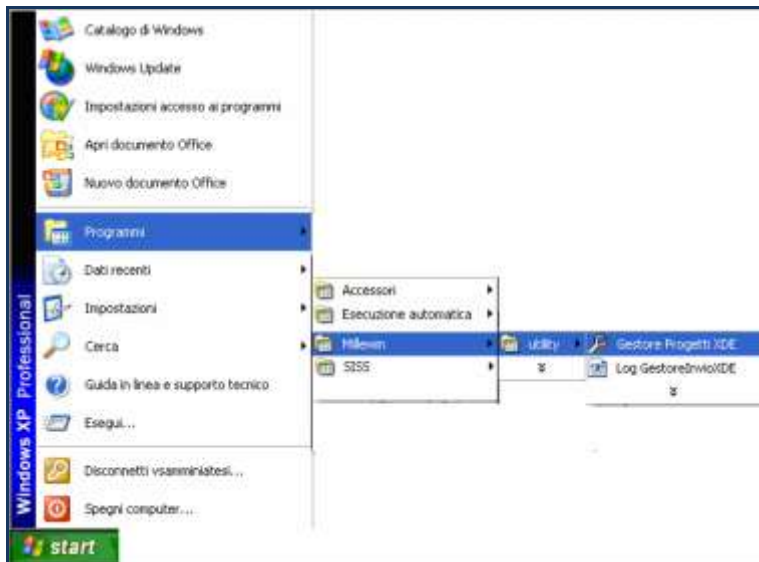 Catalogo di Windows
Windows Update
Impostazioni accesso ai programmi
Apri documento Office
Nuovo documento Office
Programmi
Dati recenti
Impostazioni
Cerca
Guida in linea e supporto tecnico
Esegui...
Disconnetti vsamminiatesi...
Spegni computer...
Accessori
Esecuzione automatica
Millewin
SISS
utility
Gestore Progetti XDE
Log GestoreInvioXDE
Windows XP Professional
start